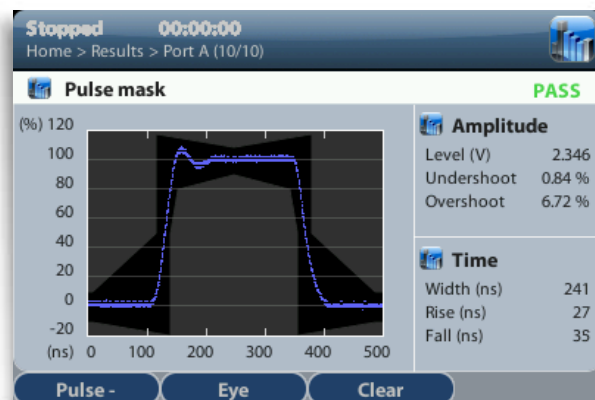 Stopped 00:00:00
Home > Results > Port A (10/10)
Pulse mask PASS
(%) 120
100
80
60
40
20
0
-20
(ns) 0 100 200 300 400 500
Amplitude
Level (V) 2.346
Undershoot 0.84 %
Overshoot 6.72 %
Time
Width (ns) 241
Rise (ns) 27
Fall (ns) 35
Pulse - Eye Clear